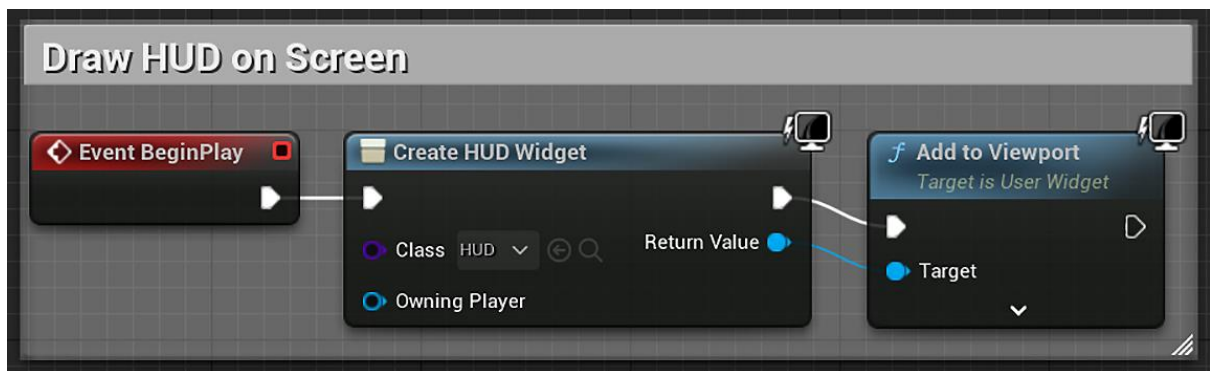 Draw HUD on Screen
Event BeginPlay
Create HUD Widget
Class HUD
Return Value
Owning Player
f Add to Viewport
Target is User Widget
Target